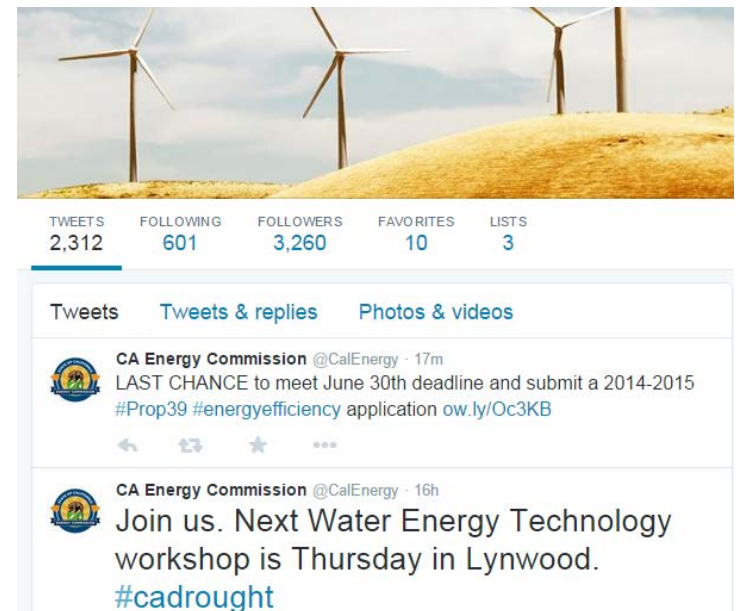 TWEETS FOLLOWING FOLLOWERS FAVORITES LISTS
2,312 601 3,260 10 3
Tweets Tweets & replies Photos & videos
CA Energy Commission @CalEnergy · 17m
LAST CHANCE to meet June 30th deadline and submit a 2014-2015
#Prop39 #energyefficiency application ow.ly/Oc3KB
CA Energy Commission @CalEnergy · 16h
Join us. Next Water Energy Technology
workshop is Thursday in Lynwood.
#cadrought